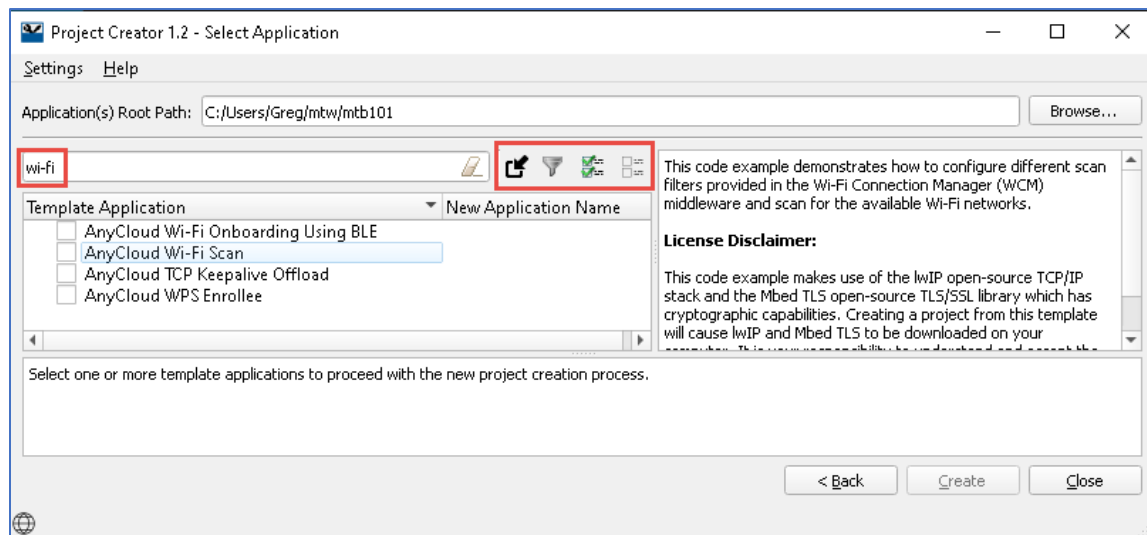 Project Creator 1.2 - Select Application
Settings Help
Application(s) Root Path: C:/Users/Greg/mtw/mtb101 Browse...
wi-fi
Template Application New Application Name
AnyCloud Wi-Fi Onboarding Using BLE
AnyCloud Wi-Fi Scan
AnyCloud TCP Keepalive Offload
AnyCloud WPS Enrollee
This code example demonstrates how to configure different scan
filters provided in the Wi-Fi Connection Manager (WCM)
middleware and scan for the available Wi-Fi networks.
License Disclaimer:
This code example makes use of the lwIP open-source TCP/IP
stack and the Mbed TLS open-source TLS/SSL library which has
cryptographic capabilities. Creating a project from this template
will cause lwIP and Mbed TLS to be downloaded on your
Select one or more template applications to proceed with the new project creation process.
< Back Create Close